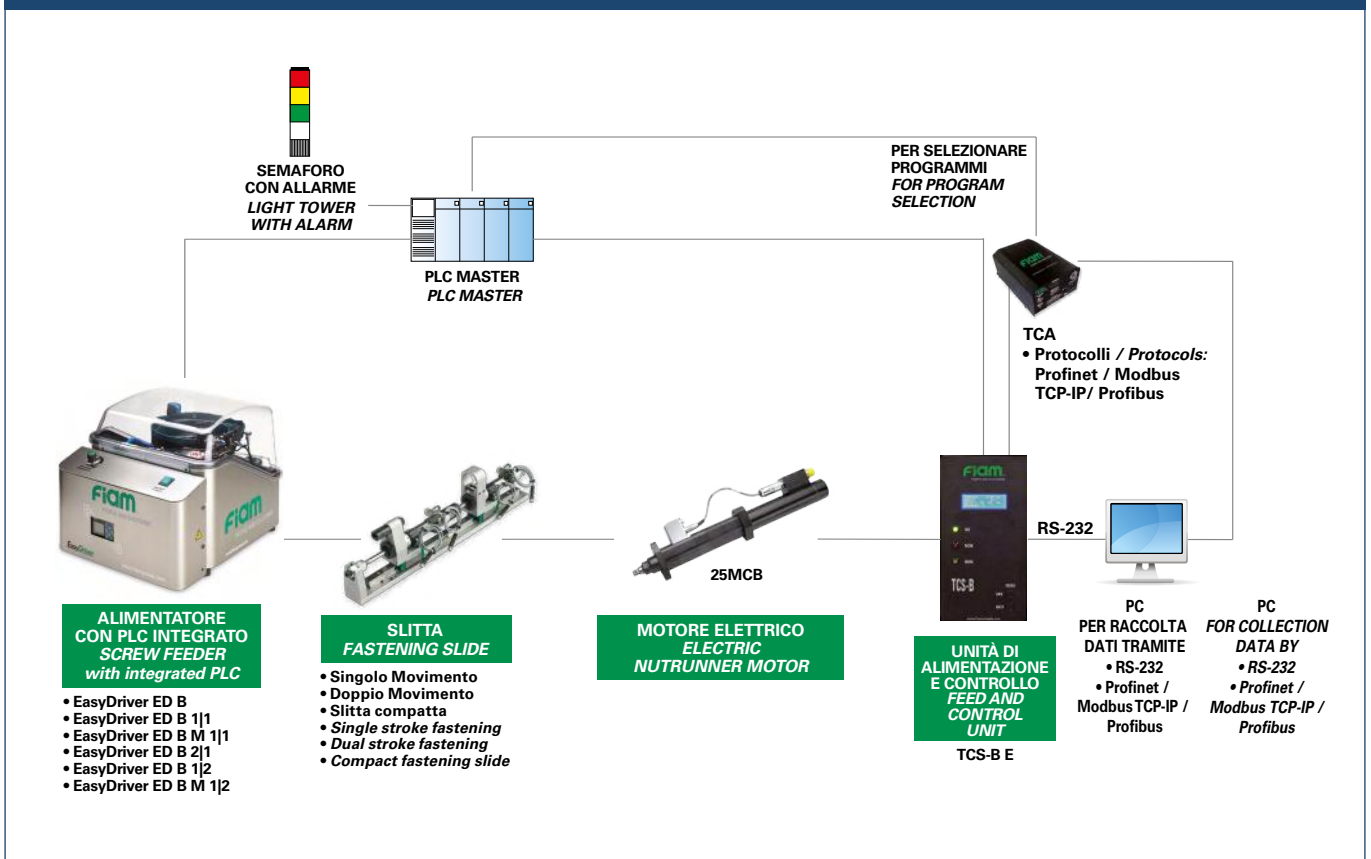 SEMAFORO
CON ALLARME
LIGHT TOWER
WITH ALARM
PLC MASTER
PLC MASTER
PER SELEZIONARE
PROGRAMMI
FOR PROGRAM
SELECTION
FIAM
TCA
• Protocolli / Protocols:
Profinet / Modbus
TCP-IP/ Profibus
FIAM
FIAM
EasyDriver
ALIMENTATORE
CON PLC INTEGRATO
SCREW FEEDER
with integrated PLC
• EasyDriver ED B
• EasyDriver ED B 1|1
• EasyDriver ED B M 1|1
• EasyDriver ED B 2|1
• EasyDriver ED B 1|2
• EasyDriver ED B M 1|2
SLITTA
FASTENING SLIDE
• Singolo Movimento
• Doppio Movimento
• Slitta compatta
• Single stroke fastening
• Dual stroke fastening
• Compact fastening slide
25MCB
MOTORE ELETTRICO
ELECTRIC
NUTRUNNER MOTOR
FIAM
TCS-B
UNITÀ DI
ALIMENTAZIONE
E CONTROLLO
FEED AND
CONTROL
UNIT
TCS-B E
RS-232
PC
PER RACCOLTA
DATI TRAMITE
• RS-232
• Profinet /
Modbus TCP-IP /
Profibus
PC
FOR COLLECTION
DATA BY
• RS-232
• Profinet /
Modbus TCP-IP /
Profibus